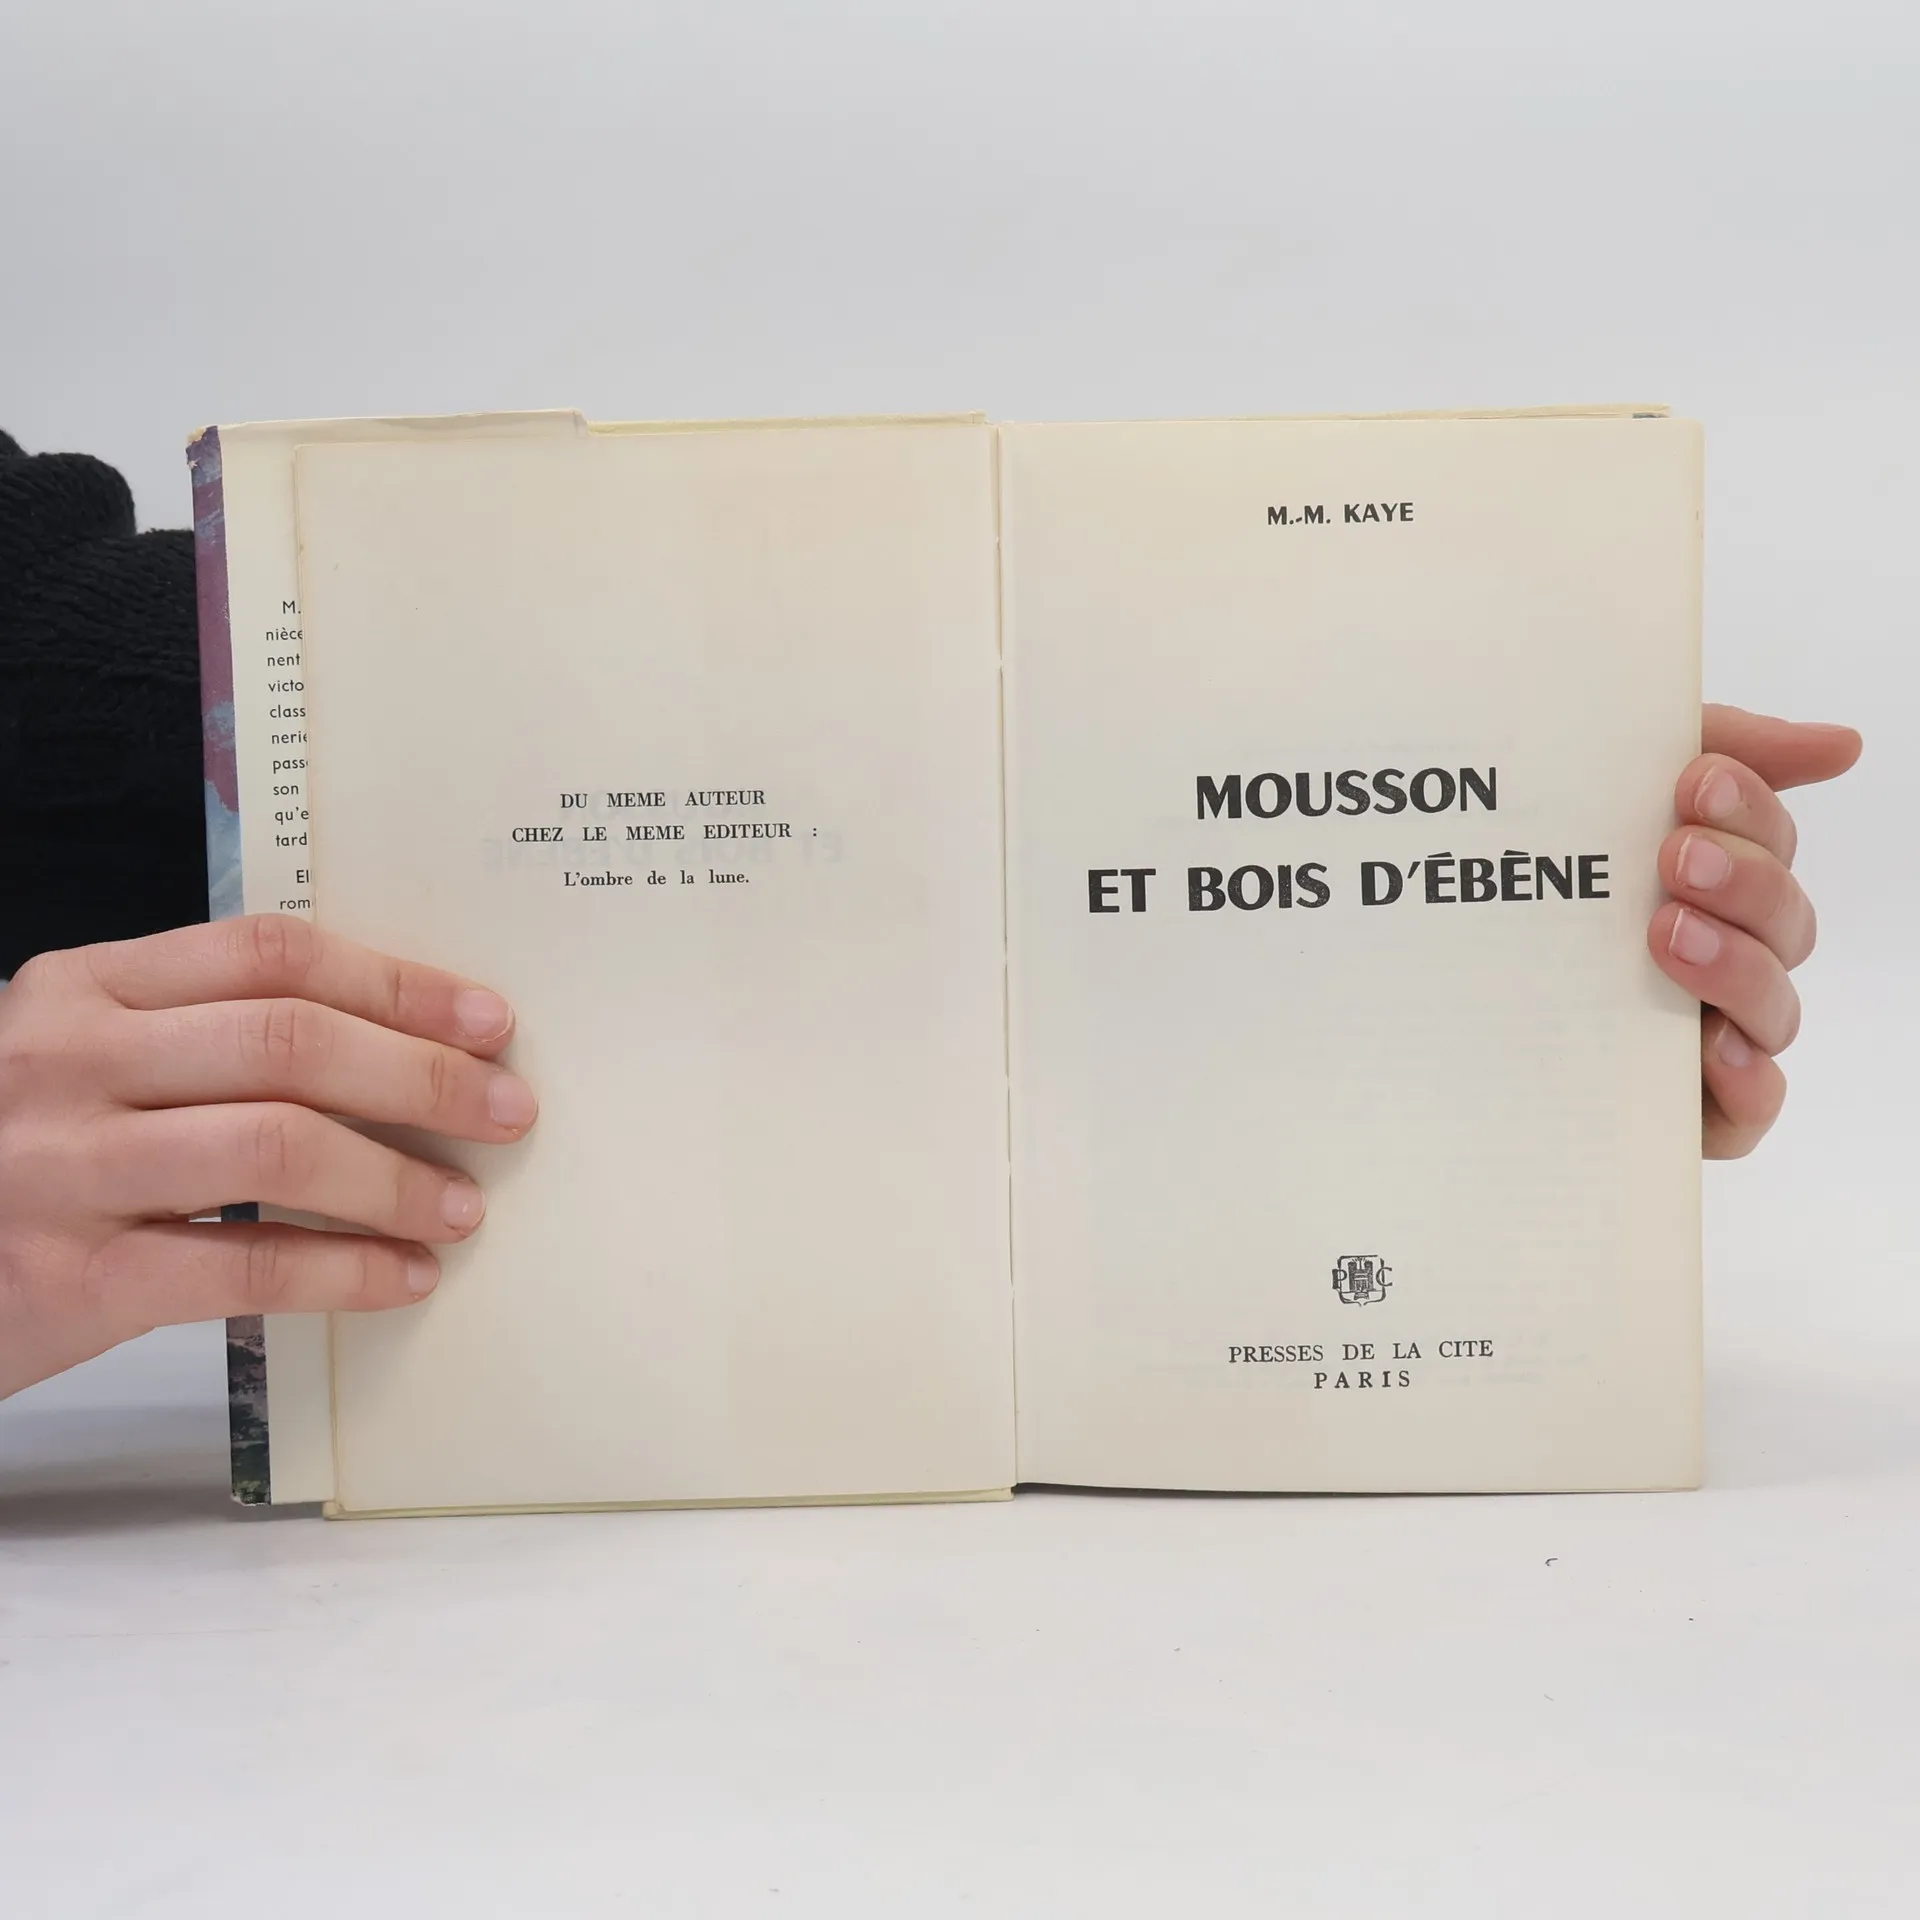 M.
son
DU MEME AUTEUR
CHEZ LE MEME EDITEUR :
L'ombre de la lune.
M.-M. KAYE
MOUSSON
ET BOIS D'ÉBÈNE
P C
PRESSES DE LA CITE
PARIS